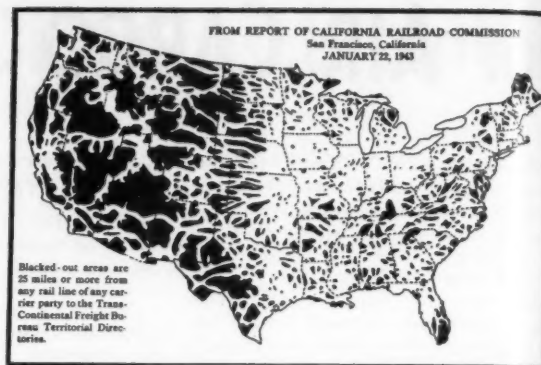 FROM REPORT OF CALIFORNIA RAILROAD COMMISSION
San Francisco, California
JANUARY 22, 1943
Blacked-out areas are
25 miles or more from
any rail line of any car-
rier party to the Trans-
Continental Freight Bu-
reau Territorial Direc-
tories.